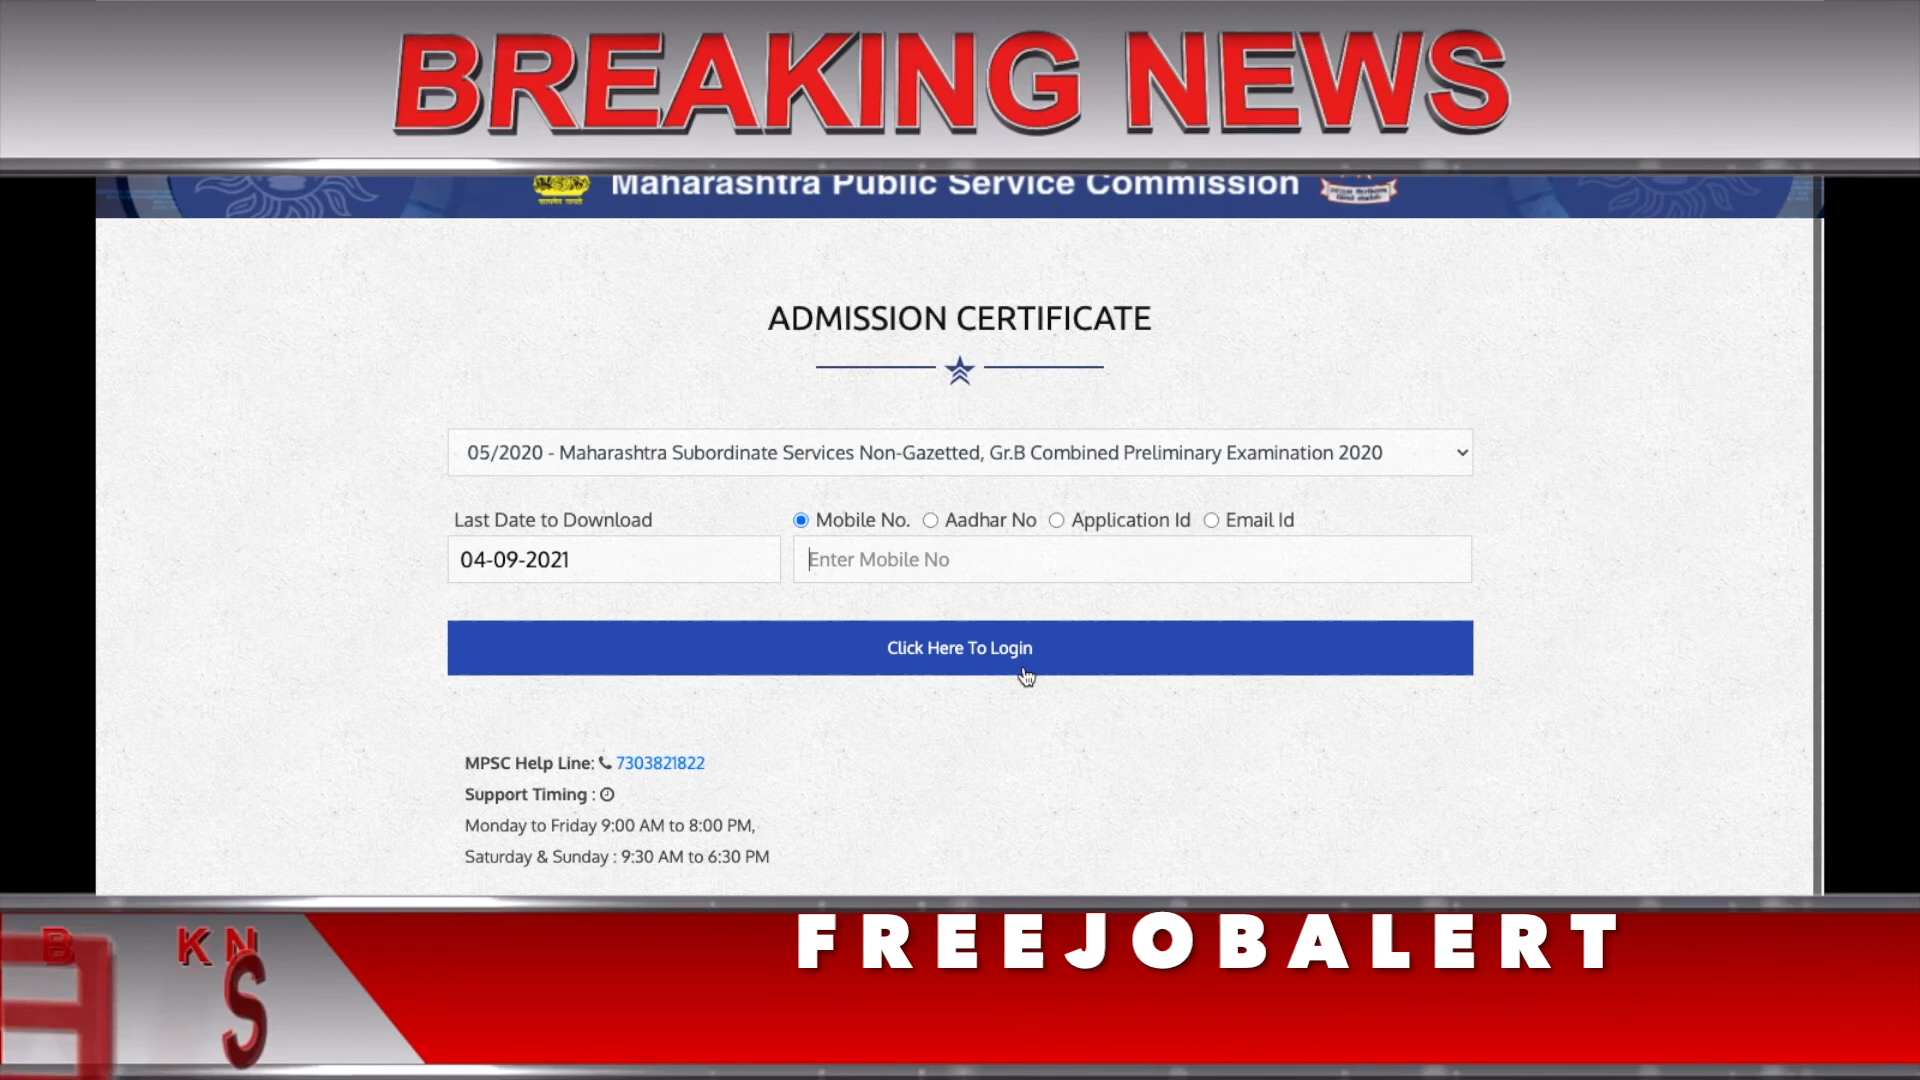 BREAKING NEWS
Maharashtra Public Service Commission
ADMISSION CERTIFICATE
05/2020 - Maharashtra Subordinate Services Non-Gazetted, Gr.B Combined Preliminary Examination 2020
Last Date to Download
Mobile No. Aadhar No Application Id Email Id
04-09-2021
Enter Mobile No
Click Here To Login
MPSC Help Line: 7303821822
Support Timing :
Monday to Friday 9:00 AM to 8:00 PM,
Saturday & Sunday : 9:30 AM to 6:30 PM
FREEJOBALERT
B KN
S